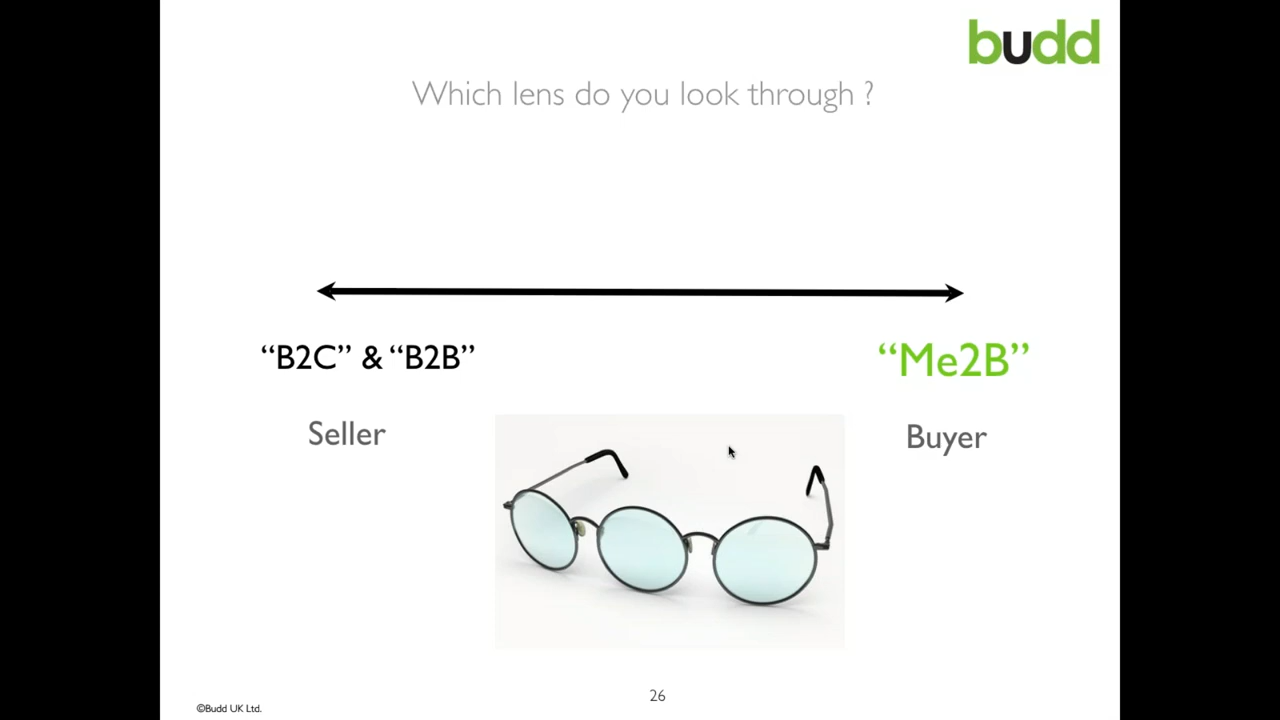 budd
Which lens do you look through ?
“B2C” & “B2B”
“Me2B”
Seller
Buyer
26
©Budd UK Ltd.